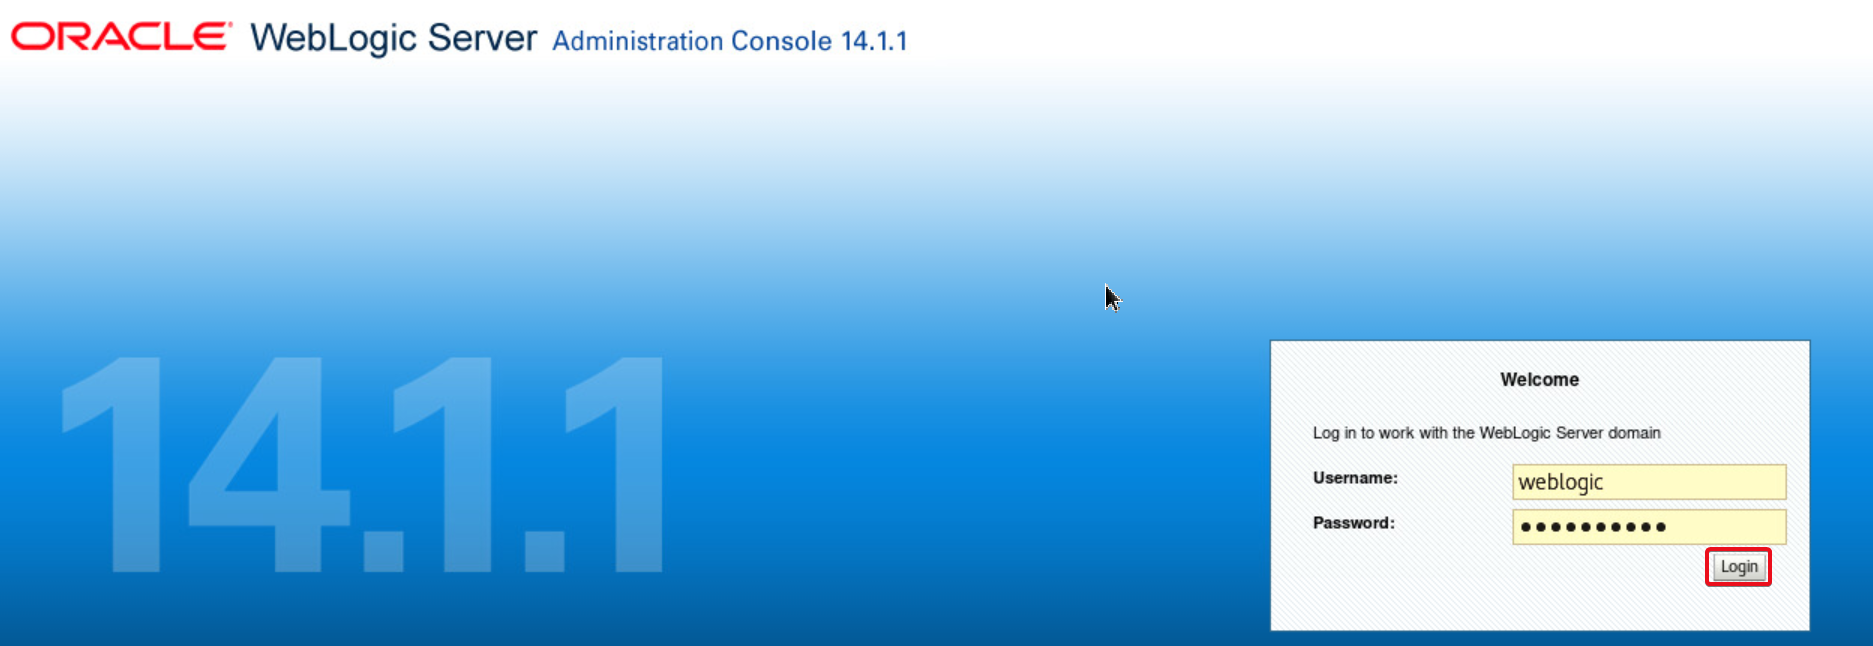 ORACLE WebLogic Server Administration Console 14.1.1
14.1.1
Welcome
Log in to work with the WebLogic Server domain
Username: weblogic
Password: ●●●●●●●●●●
Login